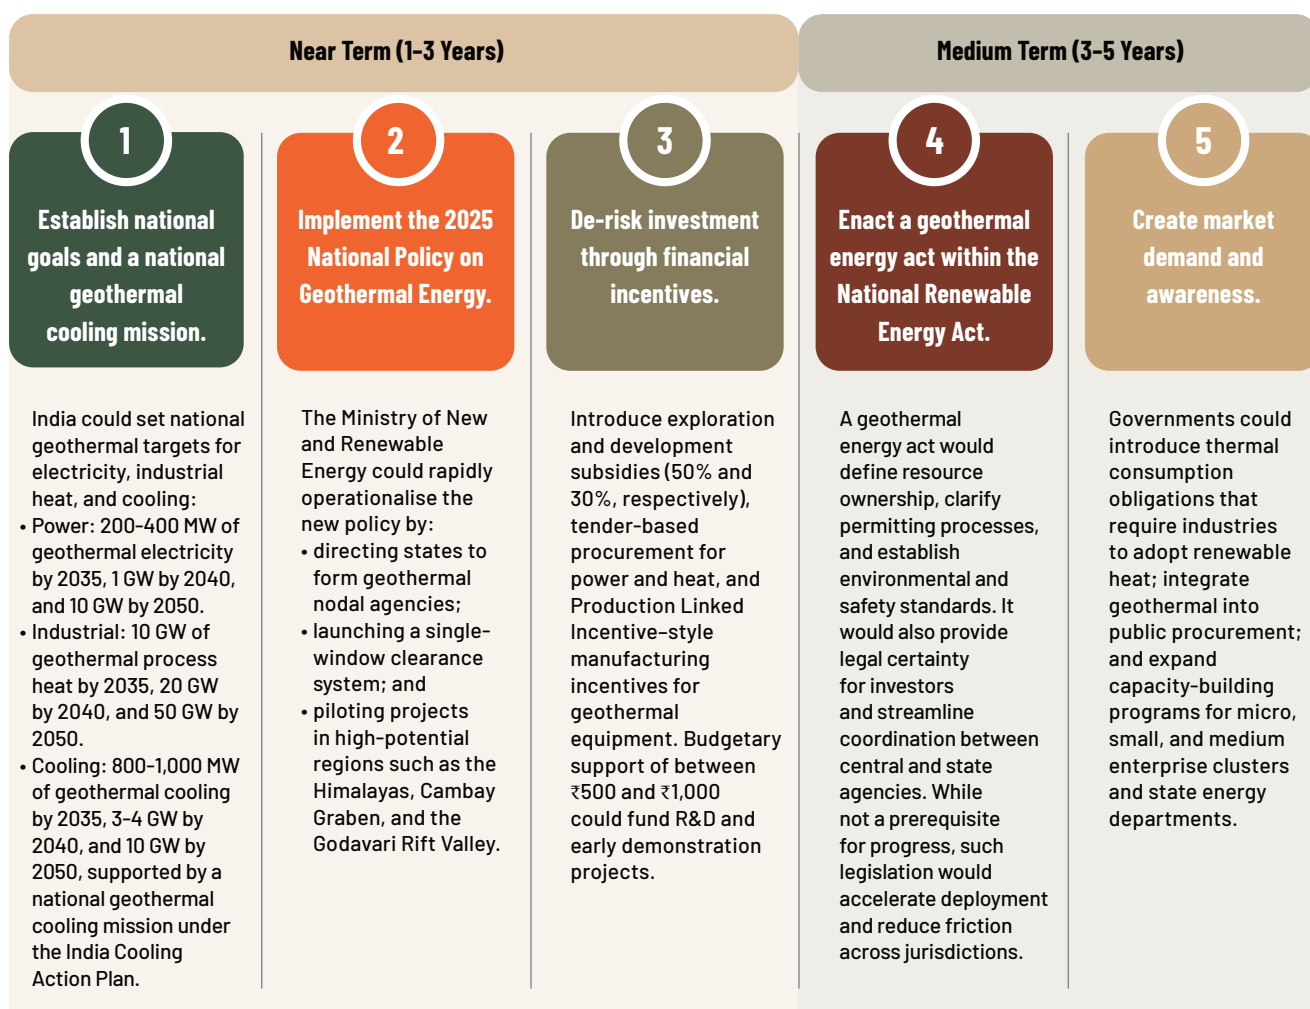 Near Term (1–3 Years)
Medium Term (3–5 Years)
1
Establish national
goals and a national
geothermal
cooling mission.
India could set national
geothermal targets for
electricity, industrial
heat, and cooling:
• Power: 200–400 MW of
geothermal electricity
by 2035, 1 GW by 2040,
and 10 GW by 2050.
• Industrial: 10 GW of
geothermal process
heat by 2035, 20 GW
by 2040, and 50 GW by
2050.
• Cooling: 800–1,000 MW
of geothermal cooling
by 2035, 3–4 GW by
2040, and 10 GW by
2050, supported by a
national geothermal
cooling mission under
the India Cooling
Action Plan.
2
Implement the 2025
National Policy on
Geothermal Energy.
The Ministry of New
and Renewable
Energy could rapidly
operationalise the
new policy by:
• directing states to
form geothermal
nodal agencies;
• launching a single-
window clearance
system; and
• piloting projects
in high-potential
regions such as the
Himalayas, Cambay
Graben, and the
Godavari Rift Valley.
3
De-risk investment
through financial
incentives.
Introduce exploration
and development
subsidies (50% and
30%, respectively),
tender-based
procurement for
power and heat, and
Production Linked
Incentive–style
manufacturing
incentives for
geothermal
equipment. Budgetary
support of between
₹500 and ₹1,000
could fund R&D and
early demonstration
projects.
4
Enact a geothermal
energy act within the
National Renewable
Energy Act.
A geothermal
energy act would
define resource
ownership, clarify
permitting processes,
and establish
environmental and
safety standards. It
would also provide
legal certainty
for investors
and streamline
coordination between
central and state
agencies. While
not a prerequisite
for progress, such
legislation would
accelerate deployment
and reduce friction
across jurisdictions.
5
Create market
demand and
awareness.
Governments could
introduce thermal
consumption
obligations that
require industries
to adopt renewable
heat; integrate
geothermal into
public procurement;
and expand
capacity-building
programs for micro,
small, and medium
enterprise clusters
and state energy
departments.